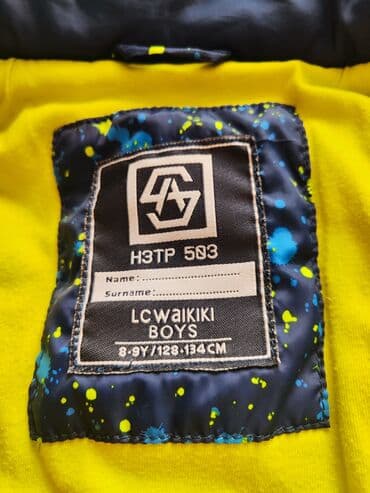 H3TP 503
Name:
Surname:
LCWAIKIKI
BOYS
8-9Y/128-134CM